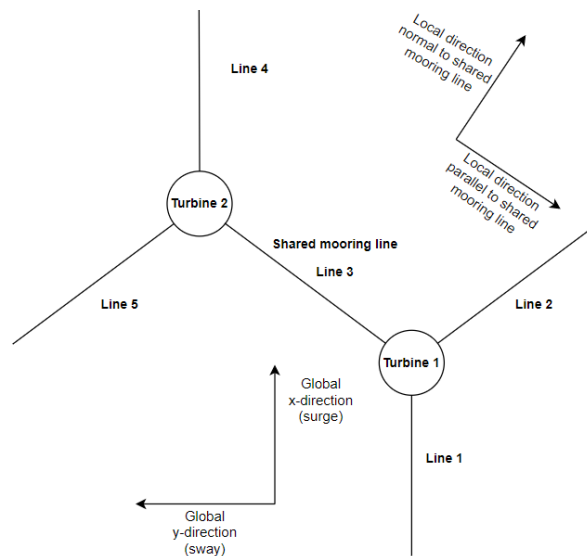 Line 4
Local direction
normal to shared
mooring line
Local direction
parallel to shared
mooring line
Turbine 2
Shared mooring line
Line 3
Line 5
Line 2
Turbine 1
Global
x-direction
(surge)
Line 1
Global
y-direction
(sway)